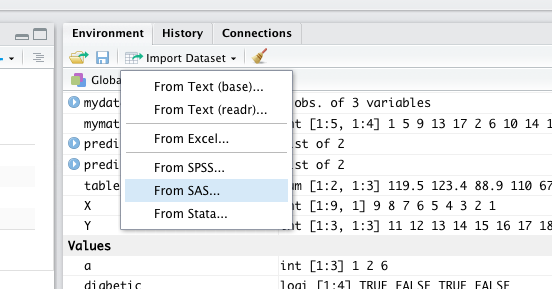 Environment History Connections
Import Dataset
Globa
From Text (base)...
From Text (readr)...
From Excel...
From SPSS...
From SAS...
From Stata...
mydat obs. of 3 variables
mymat int [1:5, 1:4] 1 5 9 13 17 2 6 10 14 1
predi st of 2
predi st of 2
table um [1:2, 1:3] 119.5 123.4 88.9 110 67
X nt [1:9, 1] 9 8 7 6 5 4 3 2 1
Y nt [1, 1:3] 11 12 13 14 15 16 17 18
Values
a int [1:3] 1 2 6
diabetic logi [1:4] TRUE FALSE TRUE FALSE